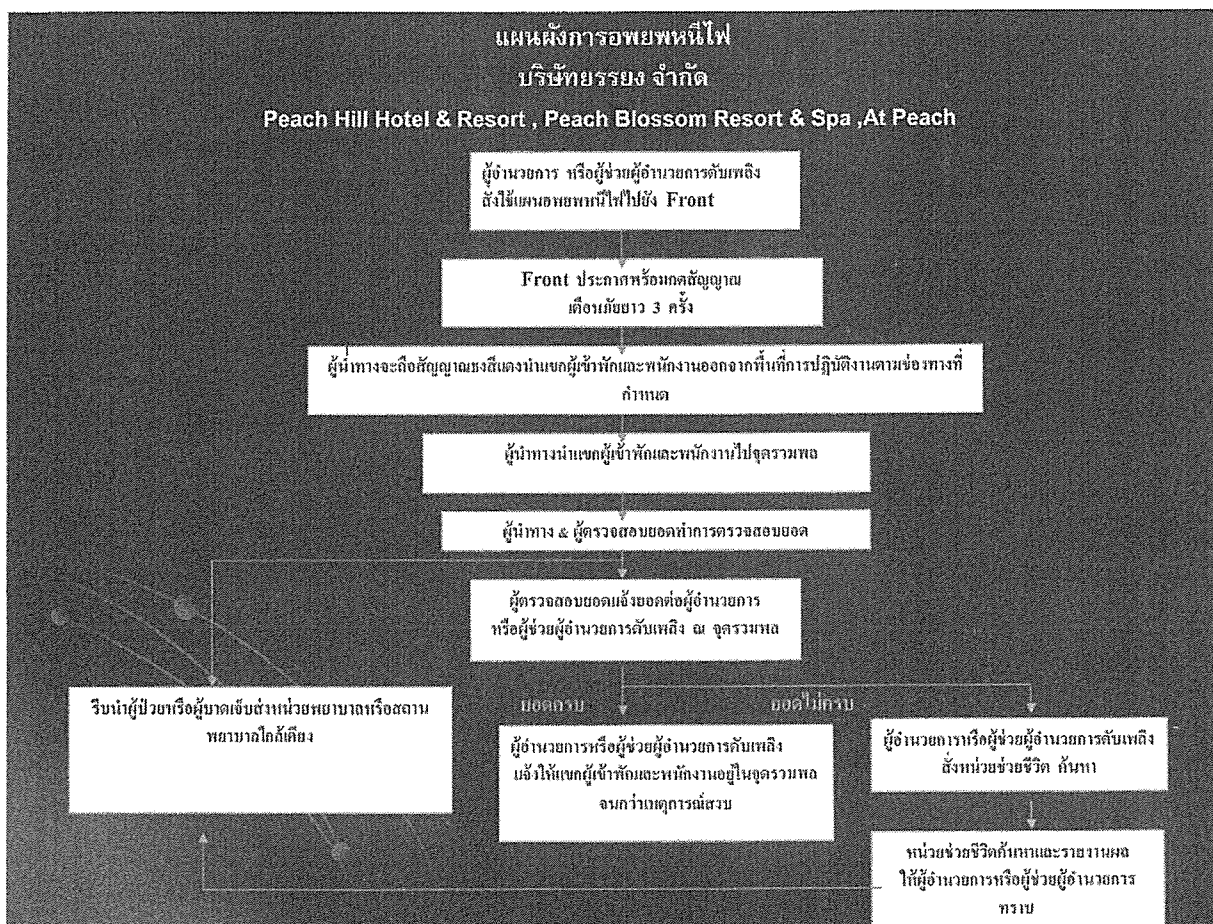 แผนผังการอพยพหนีไฟ
บริษัทยรรยง จำกัด
Peach Hill Hotel & Resort , Peach Blossom Resort & Spa ,At Peach
ผู้อำนวยการ หรือผู้ช่วยผู้อำนวยการดับเพลิง
สั่งใช้แผนอพยพหนีไฟไปยัง Front
Front ประกาศพร้อมกดสัญญาณ
เตือนภัยยาว 3 ครั้ง
ผู้นำทางจะถือสัญญาณธงสีแดงนำแขกผู้เข้าพักและพนักงานออกจากพื้นที่การปฏิบัติงานตามช่องทางที่
กำหนด
ผู้นำทางนำแขกผู้เข้าพักและพนักงานไปจุดรวมพล
ผู้นำทาง & ผู้ตรวจสอบยอดทำการตรวจสอบยอด
ผู้ตรวจสอบยอดแจ้งยอดต่อผู้อำนวยการ
หรือผู้ช่วยผู้อำนวยการดับเพลิง ณ จุดรวมพล
รีบนำผู้ป่วยหรือผู้บาดเจ็บส่งหน่วยพยาบาลหรือสถาน
พยาบาลใกล้เคียง
ยอดครบ
ยอดไม่ครบ
ผู้อำนวยการหรือผู้ช่วยผู้อำนวยการดับเพลิง
แจ้งให้แขกผู้เข้าพักและพนักงานอยู่ในจุดรวมพล
จนกว่าเหตุการณ์สงบ
ผู้อำนวยการหรือผู้ช่วยผู้อำนวยการดับเพลิง
สั่งหน่วยช่วยชีวิต ค้นหา
หน่วยช่วยชีวิตค้นหาและรายงานผล
ให้ผู้อำนวยการหรือผู้ช่วยผู้อำนวยการ
ทราบ